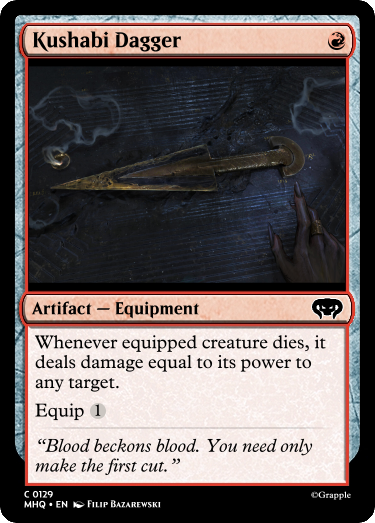 Kushabi Dagger
Artifact — Equipment
Whenever equipped creature dies, it
deals damage equal to its power to
any target.
Equip 1
“Blood beckons blood. You need only
make the first cut.”
C 0129
MHQ • EN Filip Bazarewski
©Grapple